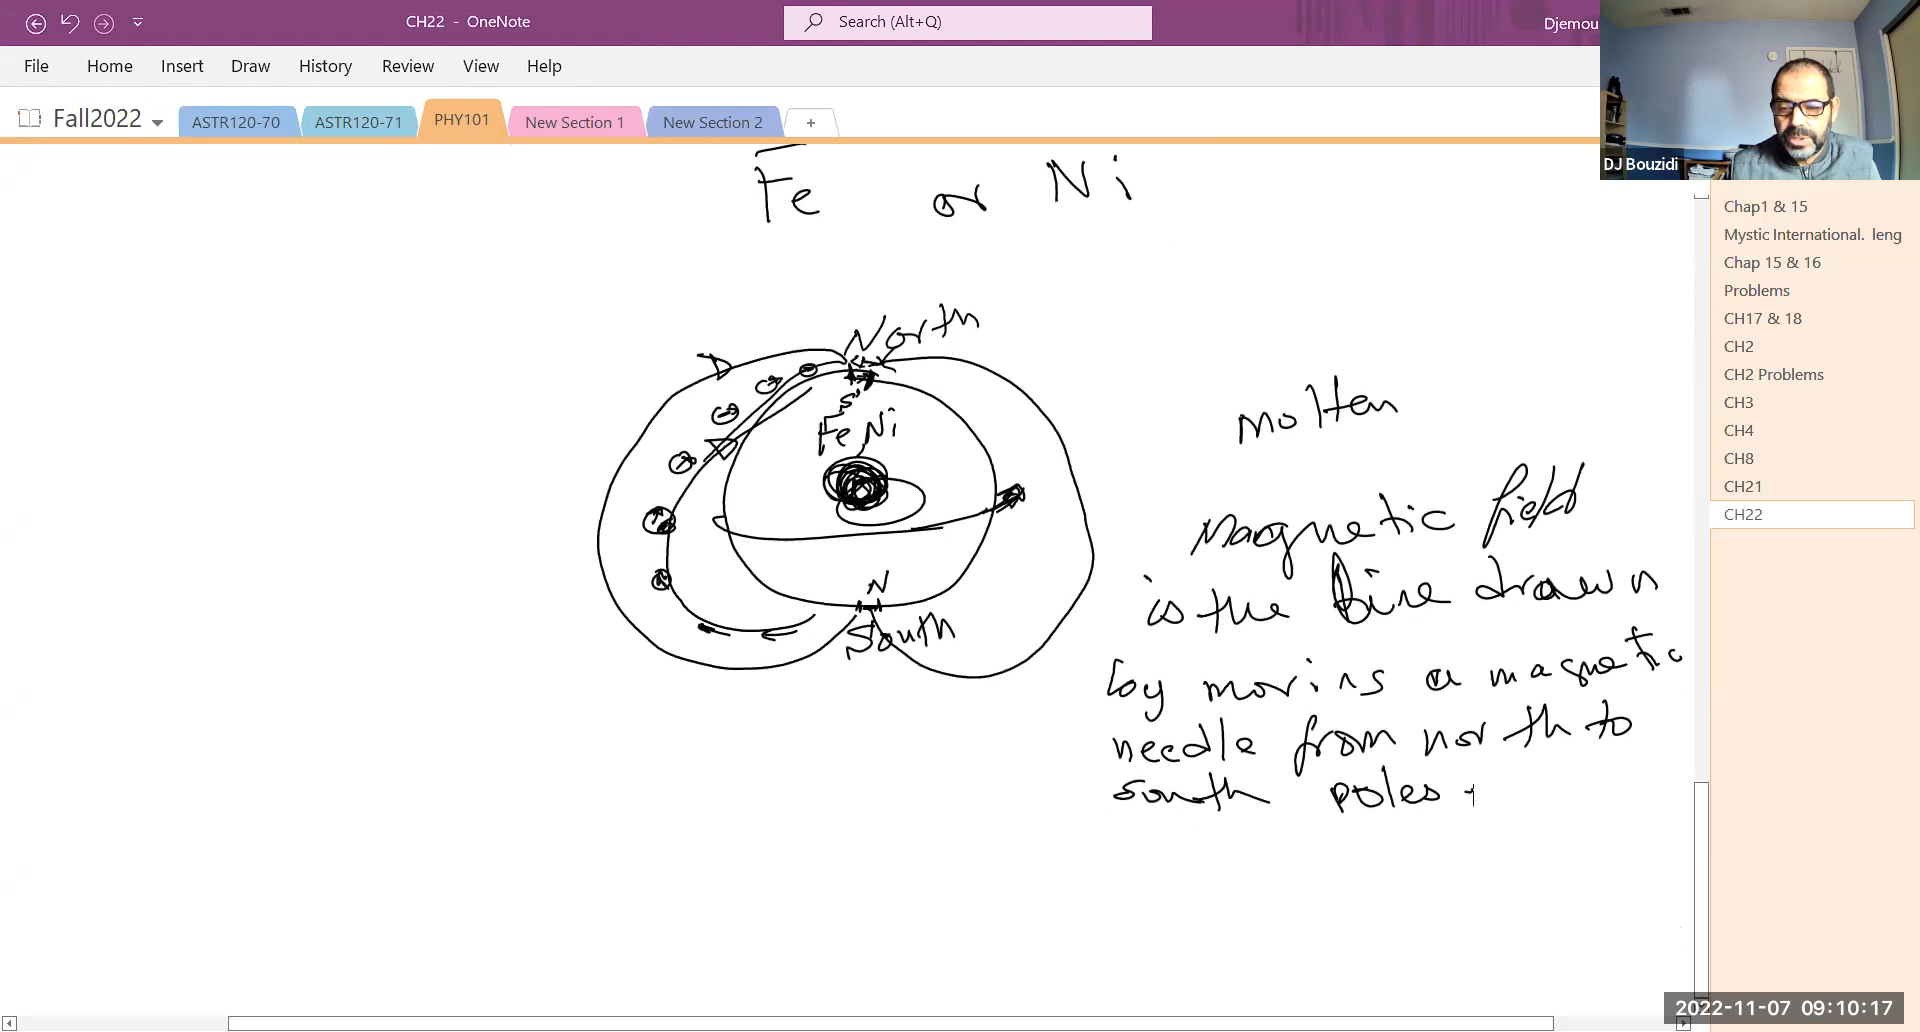 CH22 - OneNote
Search (Alt+Q)
Djemou
File Home Insert Draw History Review View Help
Fall2022
ASTR120-70
ASTR120-71
PHY101
New Section 1
New Section 2
+
DJ Bouzidi
Chap1 & 15
Mystic International. leng
Chap 15 & 16
Problems
CH17 & 18
CH2
CH2 Problems
CH3
CH4
CH8
CH21
CH22
Fe or Ni
North
S
Fe Ni
N
South
molten
Magnetic field
is the line drawn
by moving a magnetic
needle from north to
south poles
2022-11-07 09:10:17